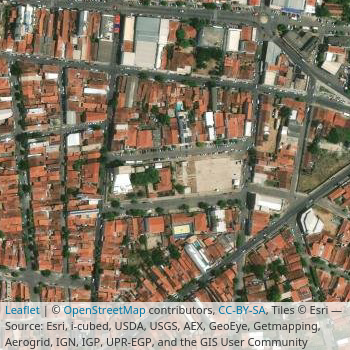 Leaflet | © OpenStreetMap contributors, CC-BY-SA, Tiles © Esri —
Source: Esri, i-cubed, USDA, USGS, AEX, GeoEye, Getmapping,
Aerogrid, IGN, IGP, UPR-EGP, and the GIS User Community